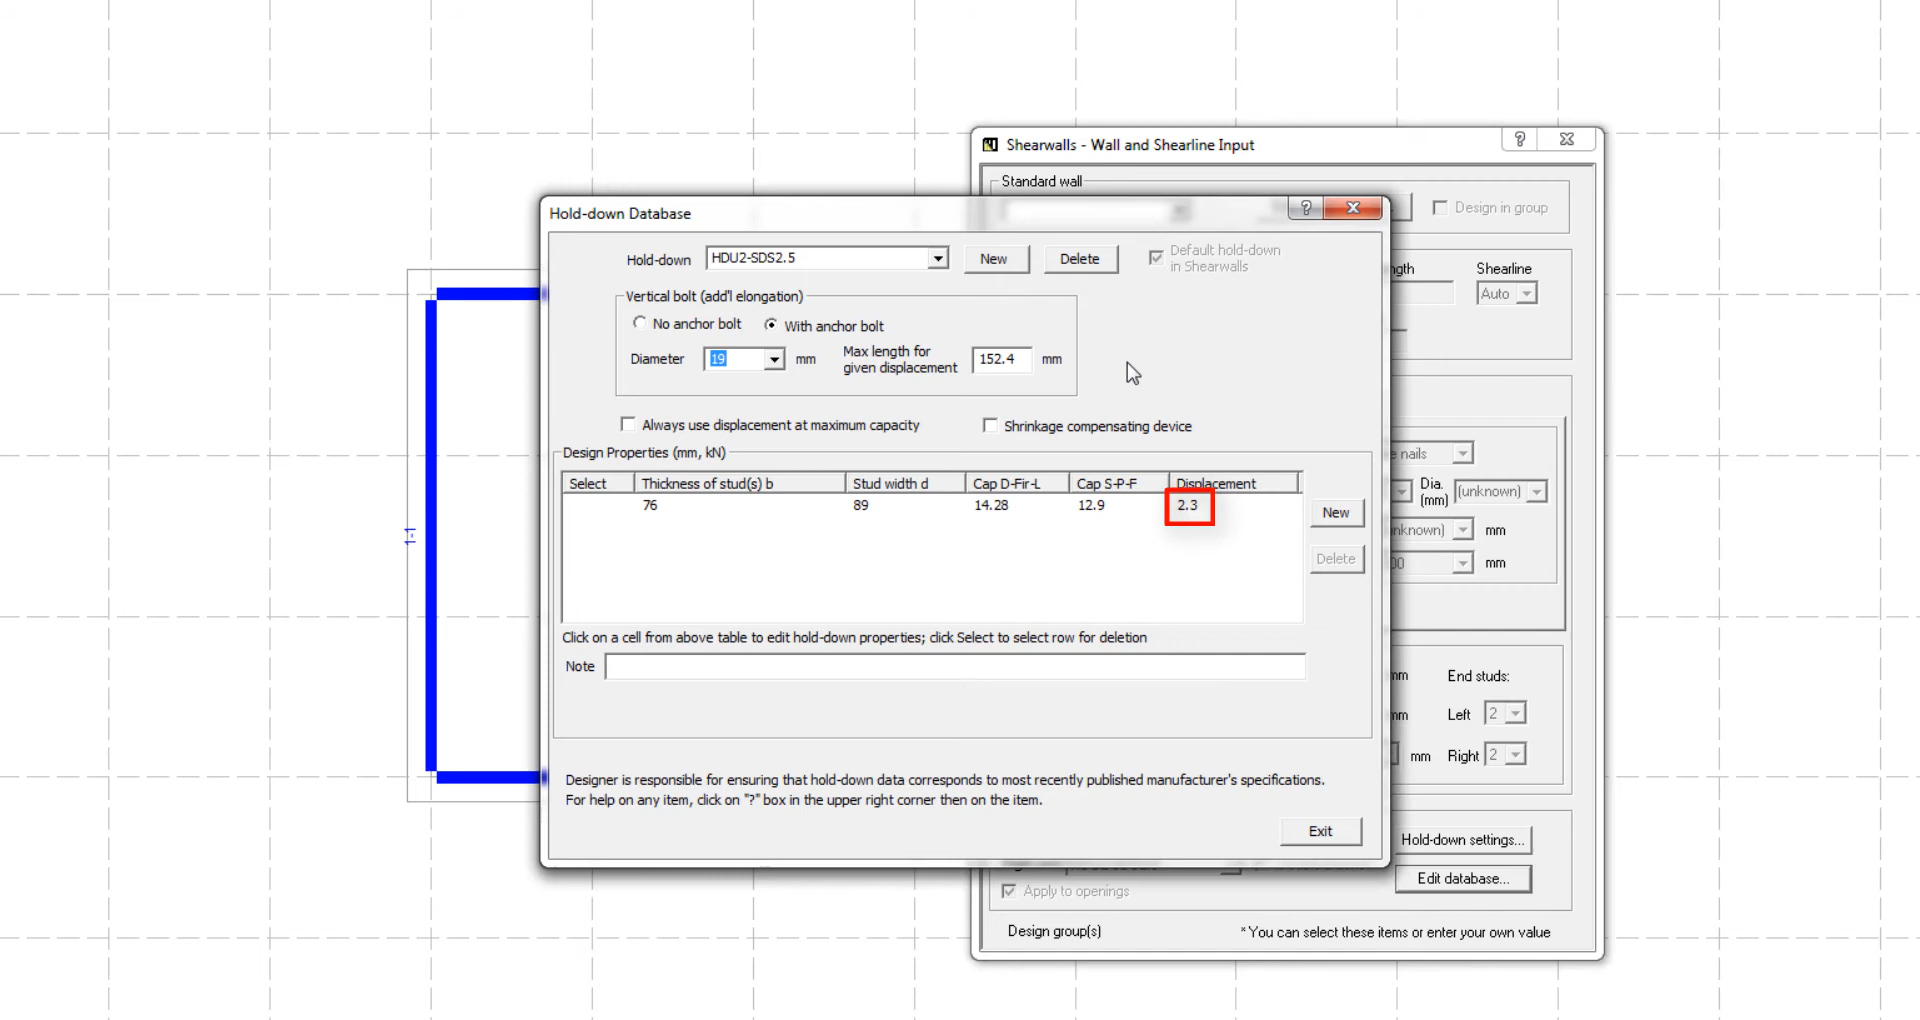 Shearwalls - Wall and Shearline Input
?
Standard wall
Design in group
Hold-down Database
?
Hold-down HDU2-SDS2.5 New Delete
Default hold-down
in Shearwalls
ngth Shearline
Auto
Vertical bolt (add'l elongation)
No anchor bolt With anchor bolt
Diameter 19 mm
Max length for
given displacement
152.4 mm
Always use displacement at maximum capacity Shrinkage compensating device
Design Properties (mm, kN)
Select Thickness of stud(s) b Stud width d Cap D-Fir-L Cap S-P-F Displacement
76 89 14.28 12.9 2.3
New
Delete
e nails
Dia.
(mm)
(unknown)
nknown) mm
00 mm
1-1
Click on a cell from above table to edit hold-down properties; click Select to select row for deletion
Note
mm End studs:
mm Left 2
mm Right 2
Designer is responsible for ensuring that hold-down data corresponds to most recently published manufacturer's specifications.
For help on any item, click on "?" box in the upper right corner then on the item.
Exit
Hold-down settings...
Edit database...
Apply to openings
Design group(s) *You can select these items or enter your own value